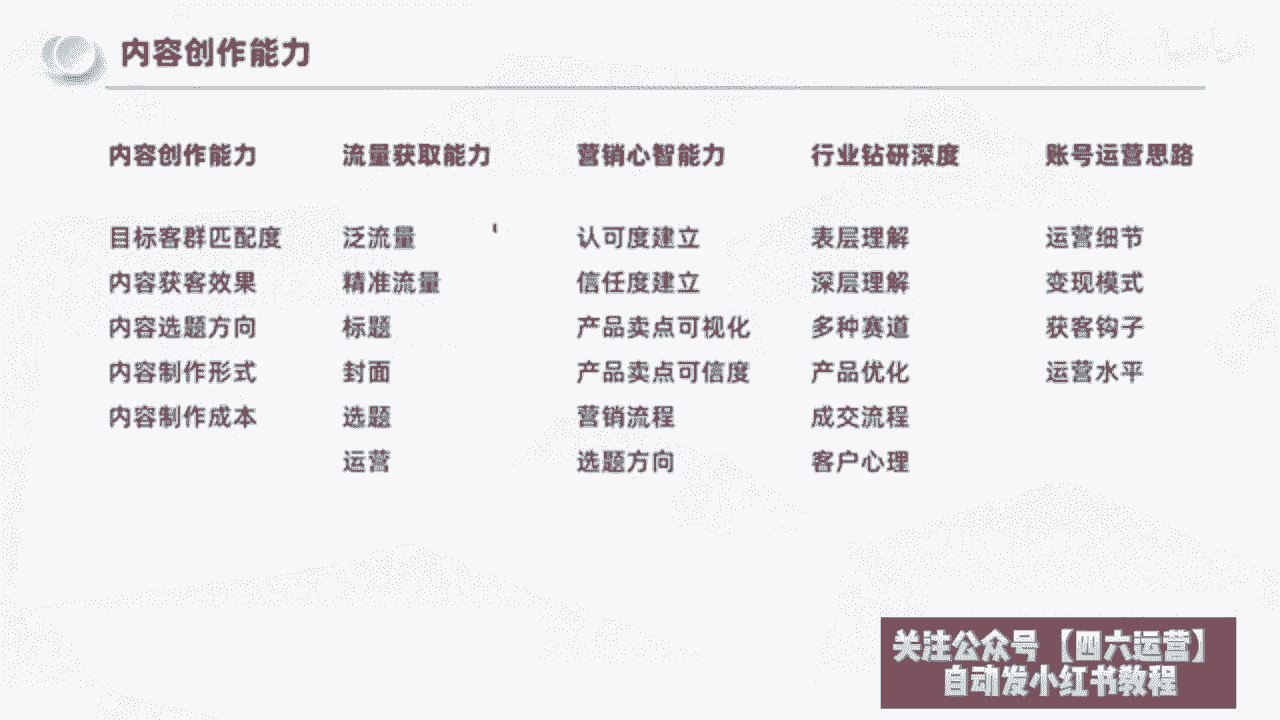 内容创作能力
内容创作能力
目标客群匹配度
内容获客效果
内容选题方向
内容制作形式
内容制作成本
流量获取能力
泛流量
精准流量
标题
封面
选题
运营
营销心智能力
认可度建立
信任度建立
产品卖点可视化
产品卖点可信度
营销流程
选题方向
行业钻研深度
表层理解
深层理解
多种赛道
产品优化
成交流程
客户心理
账号运营思路
运营细节
变现模式
获客钩子
运营水平
关注公众号【四六运营】
自动发小红书教程